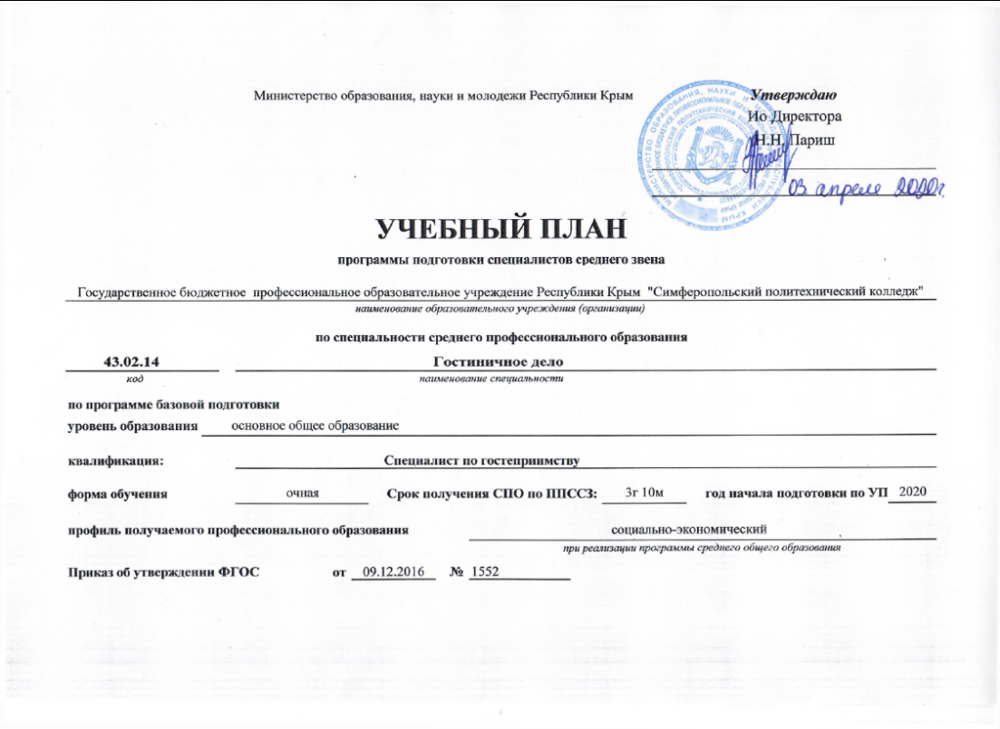 Министерство образования, науки и молодежи Республики Крым
Утверждаю
Ио Директора
Н.Н. Париш
03 апреля 2020г.
УЧЕБНЫЙ ПЛАН
программы подготовки специалистов среднего звена
Государственное бюджетное профессиональное образовательное учреждение Республики Крым "Симферопольский политехнический колледж"
наименование образовательного учреждения (организации)
по специальности среднего профессионального образования
43.02.14 Гостиничное дело
код наименование специальности
по программе базовой подготовки
уровень образования основное общее образование
квалификация: Специалист по гостеприимству
форма обучения очная Срок получения СПО по ППССЗ: 3г 10м год начала подготовки по УП 2020
профиль получаемого профессионального образования социально-экономический
при реализации программы среднего общего образования
Приказ об утверждении ФГОС от 09.12.2016 № 1552